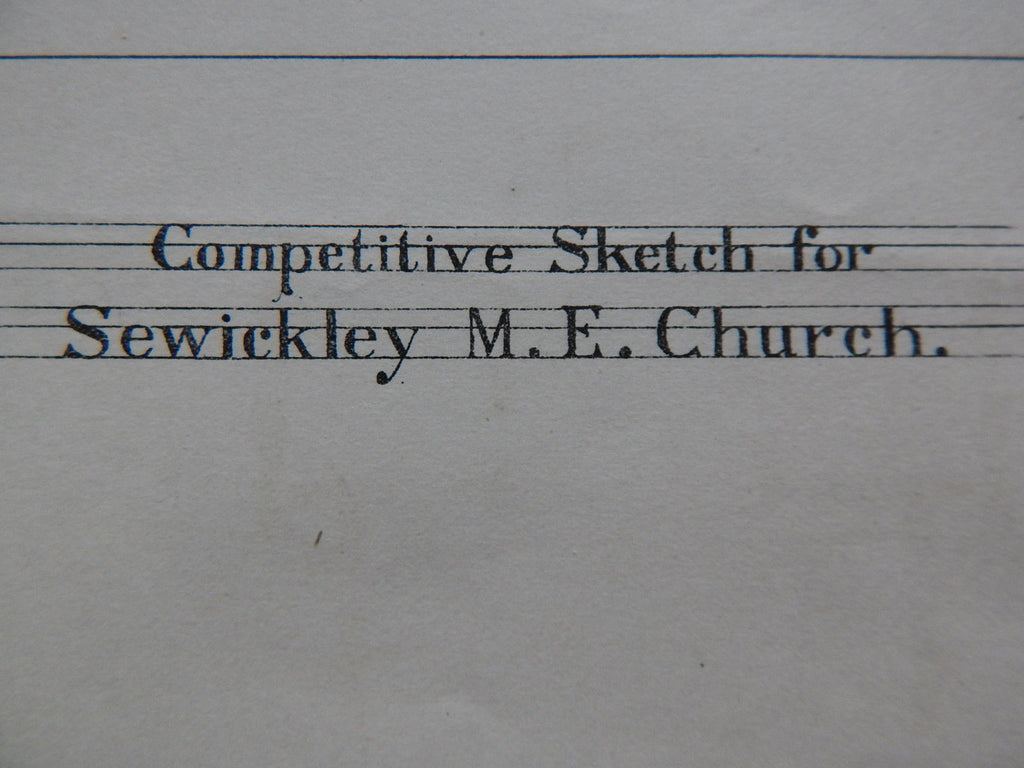 Competitive Sketch for
Sewickley M. E. Church.